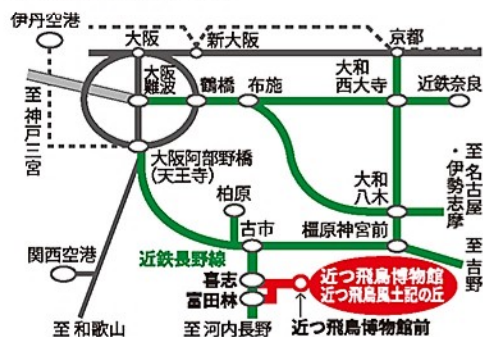 伊丹空港
大阪
新大阪
京都
大阪
難波
鶴橋
布施
大和
西大寺
近鉄奈良
至神戸三宮
大阪阿部野橋
(天王寺)
柏原
大和
八木
至名古屋
・伊勢志摩
古市
橿原神宮前
関西空港
近鉄長野線
至吉野
喜志
富田林
近つ飛鳥博物館
近つ飛鳥風土記の丘
至和歌山
至河内長野
近つ飛鳥博物館前